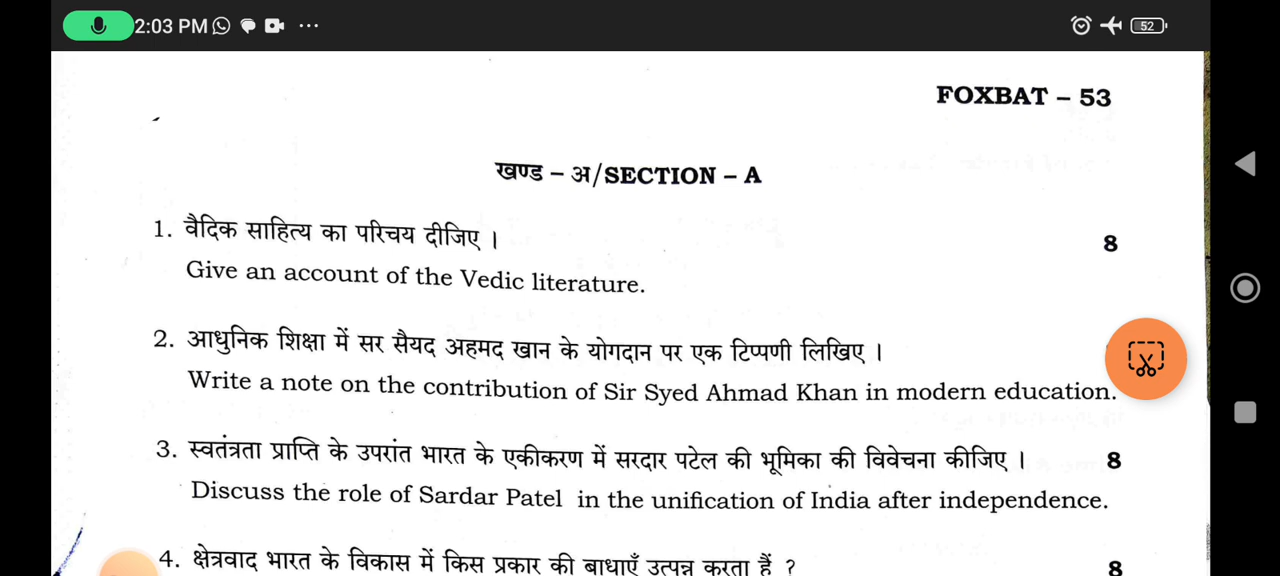 2:03 PM
52
FOXBAT – 53
खण्ड – अ/SECTION – A
1. वैदिक साहित्य का परिचय दीजिए । 8
Give an account of the Vedic literature.
2. आधुनिक शिक्षा में सर सैयद अहमद खान के योगदान पर एक टिप्पणी लिखिए ।
Write a note on the contribution of Sir Syed Ahmad Khan in modern education.
3. स्वतंत्रता प्राप्ति के उपरांत भारत के एकीकरण में सरदार पटेल की भूमिका की विवेचना कीजिए । 8
Discuss the role of Sardar Patel in the unification of India after independence.
4. क्षेत्रवाद भारत के विकास में किस प्रकार की बाधाएँ उत्पन्न करता हैं ? 8